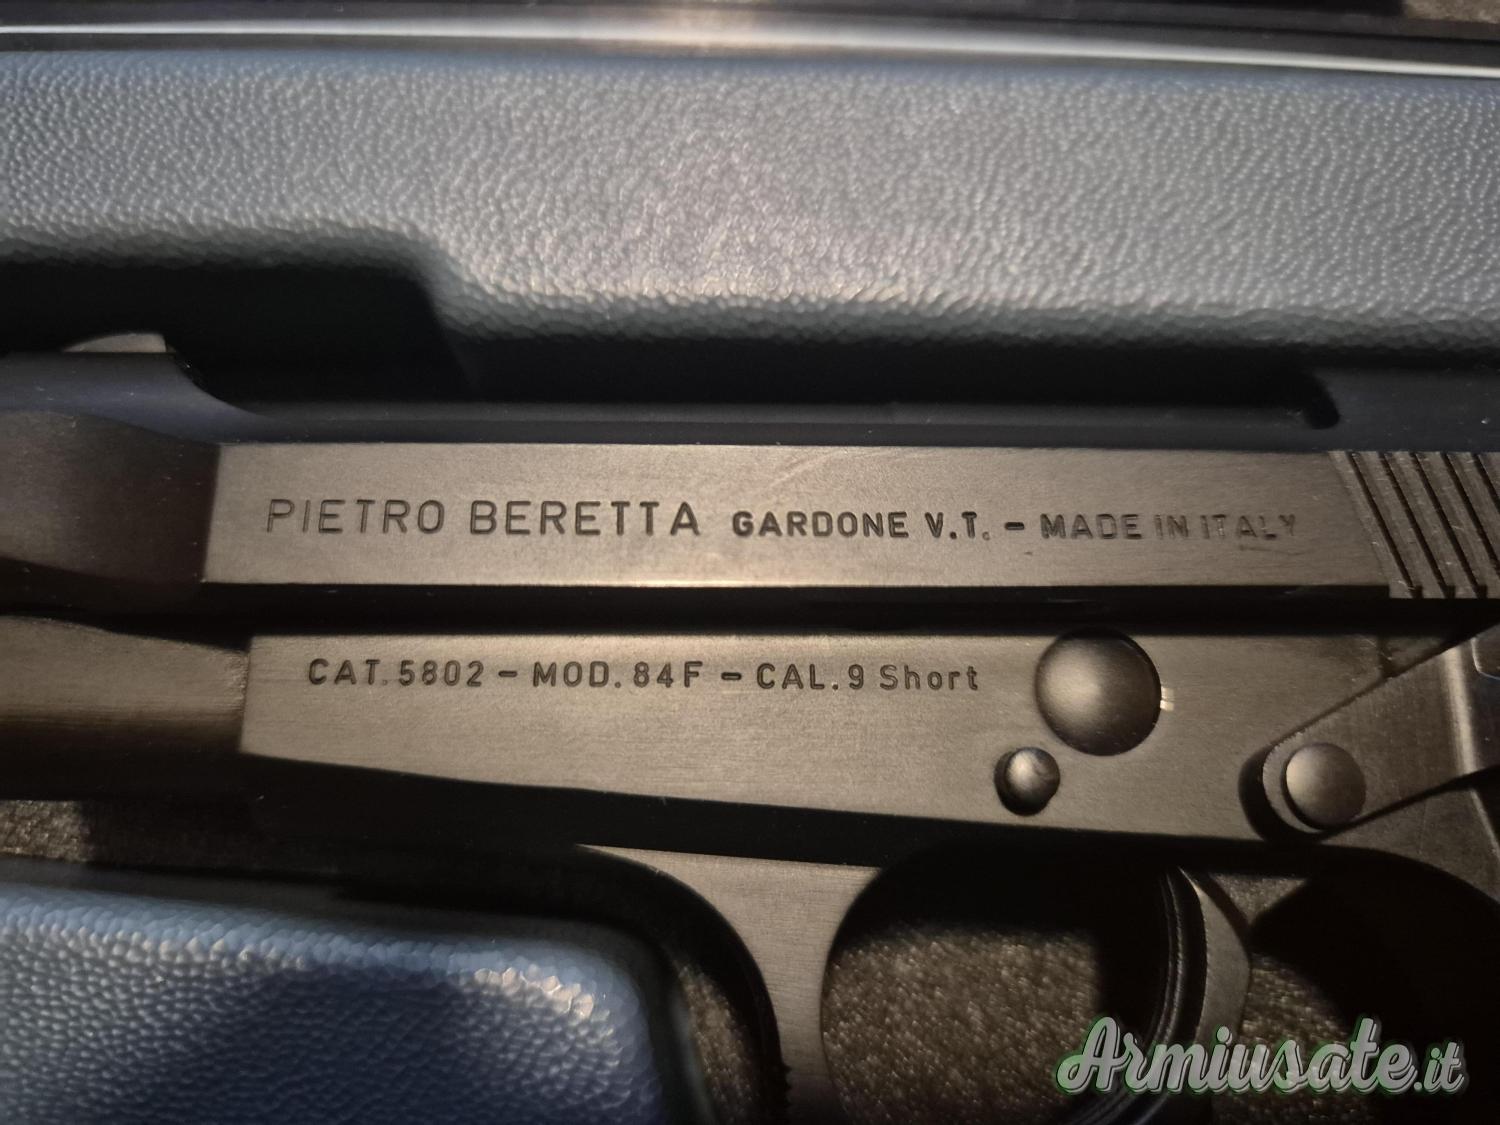 PIETRO BERETTA GARDONE V.T. - MADE IN ITALY
CAT. 5802 - MOD. 84F - CAL. 9 Short
Armiusate.it